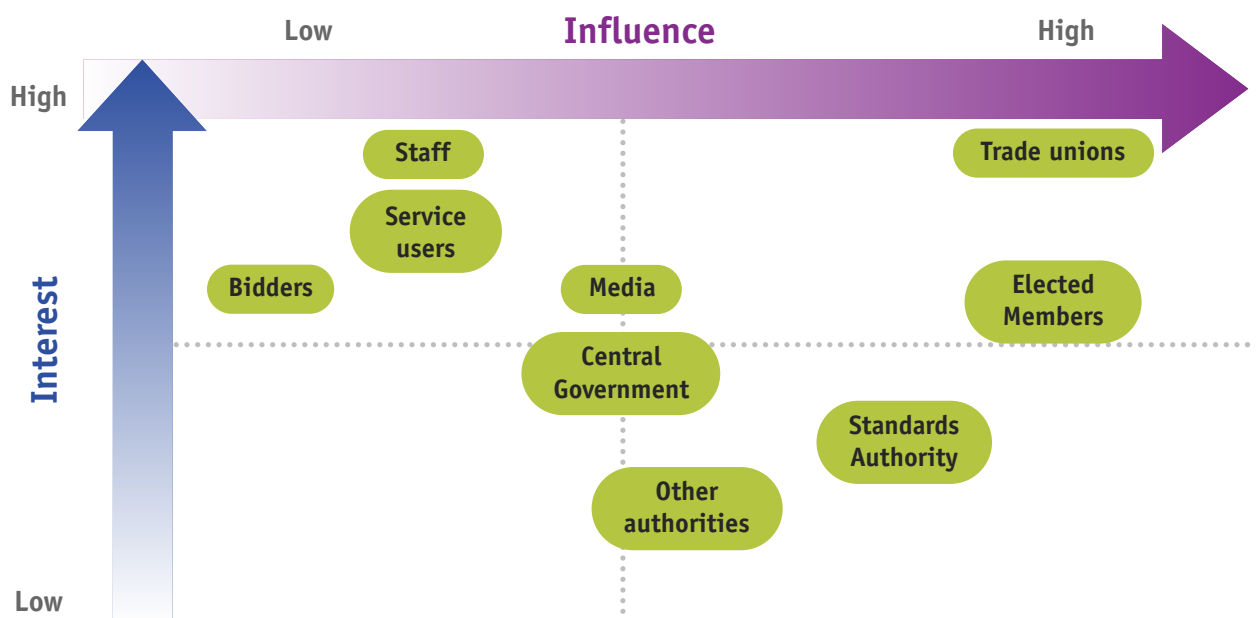 Low
Influence
High
High
Staff
Trade unions
Service
users
Bidders
Media
Elected
Members
Interest
Central
Government
Standards
Authority
Other
authorities
Low